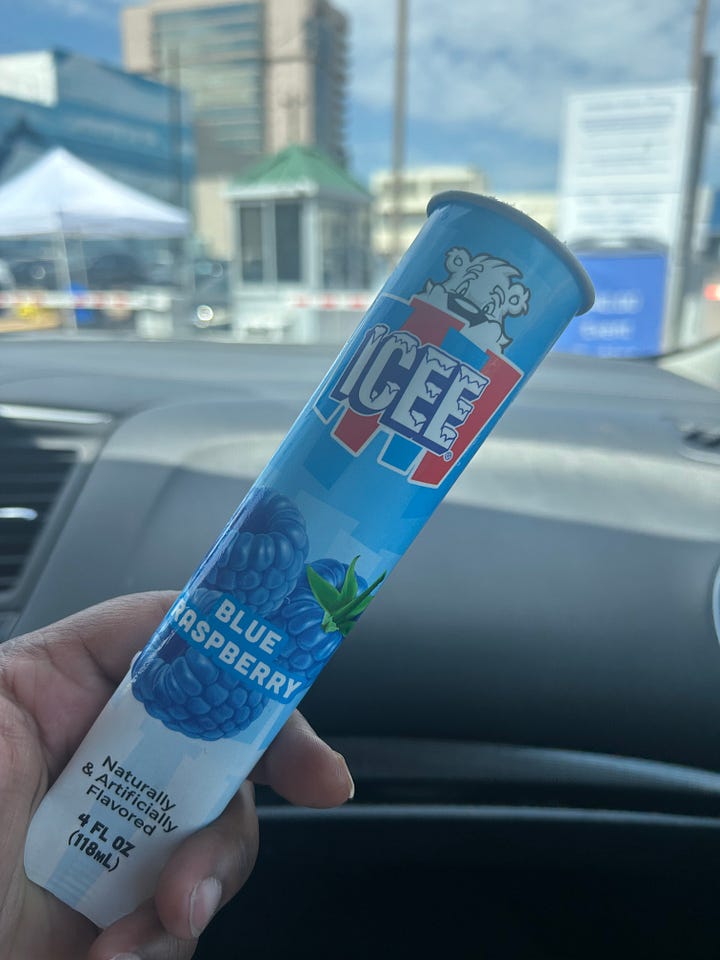 ICEE®
BLUE
RASPBERRY
Naturally
& Artificially
Flavored
4 FL OZ
(118mL)